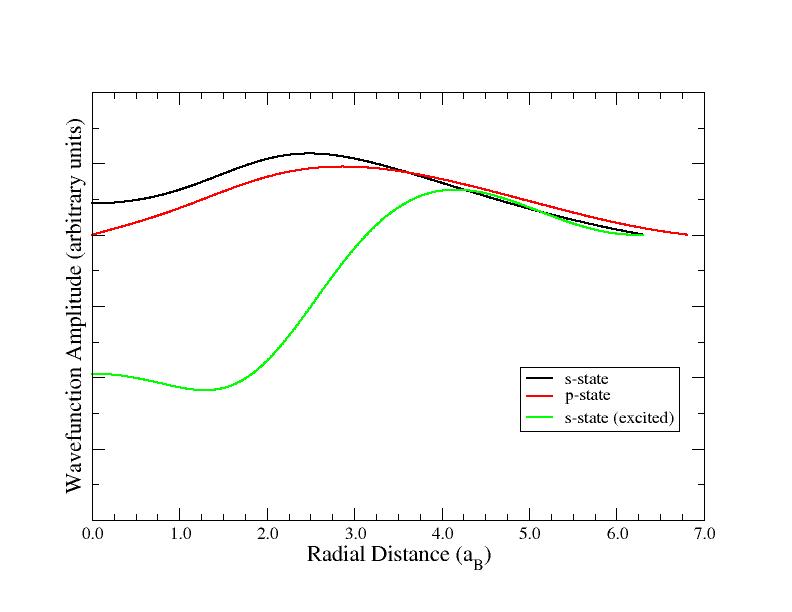 Wavefunction Amplitude (arbitrary units)
s-state
p-state
s-state (excited)
0.0 1.0 2.0 3.0 4.0 5.0 6.0 7.0
Radial Distance (a_B)